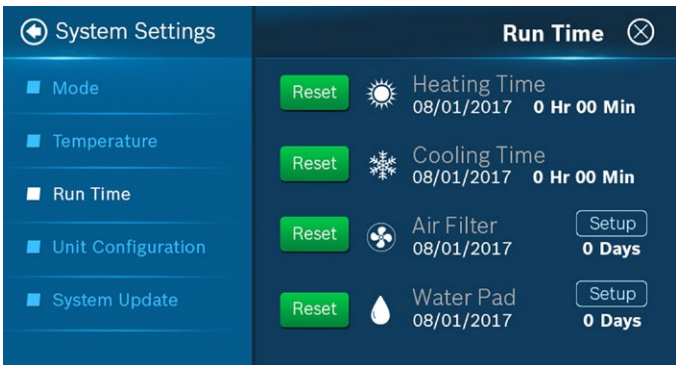 System Settings
Mode
Temperature
Run Time
Unit Configuration
System Update
Run Time
Reset
Heating Time
08/01/2017 0 Hr 00 Min
Reset
Cooling Time
08/01/2017 0 Hr 00 Min
Reset
Air Filter
Setup
08/01/2017 0 Days
Reset
Water Pad
Setup
08/01/2017 0 Days